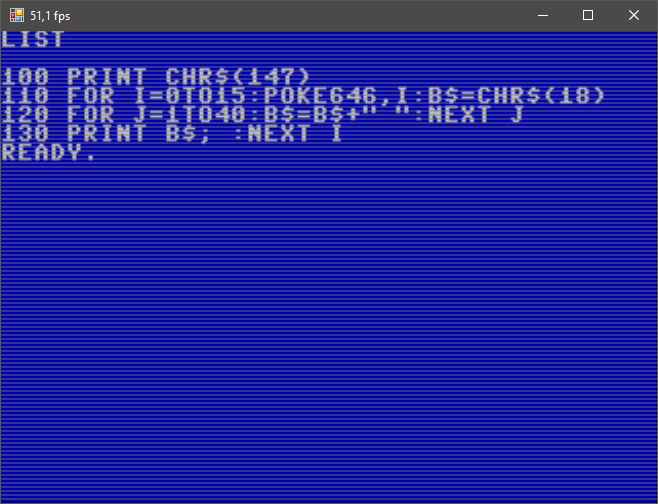 51,1 fps
LIST
100 PRINT CHR$(147)
110 FOR I=0TO15:POKE646,I:B$=CHR$(18)
120 FOR J=1TO40:B$=B$+" ":NEXT J
130 PRINT B$; :NEXT I
READY.